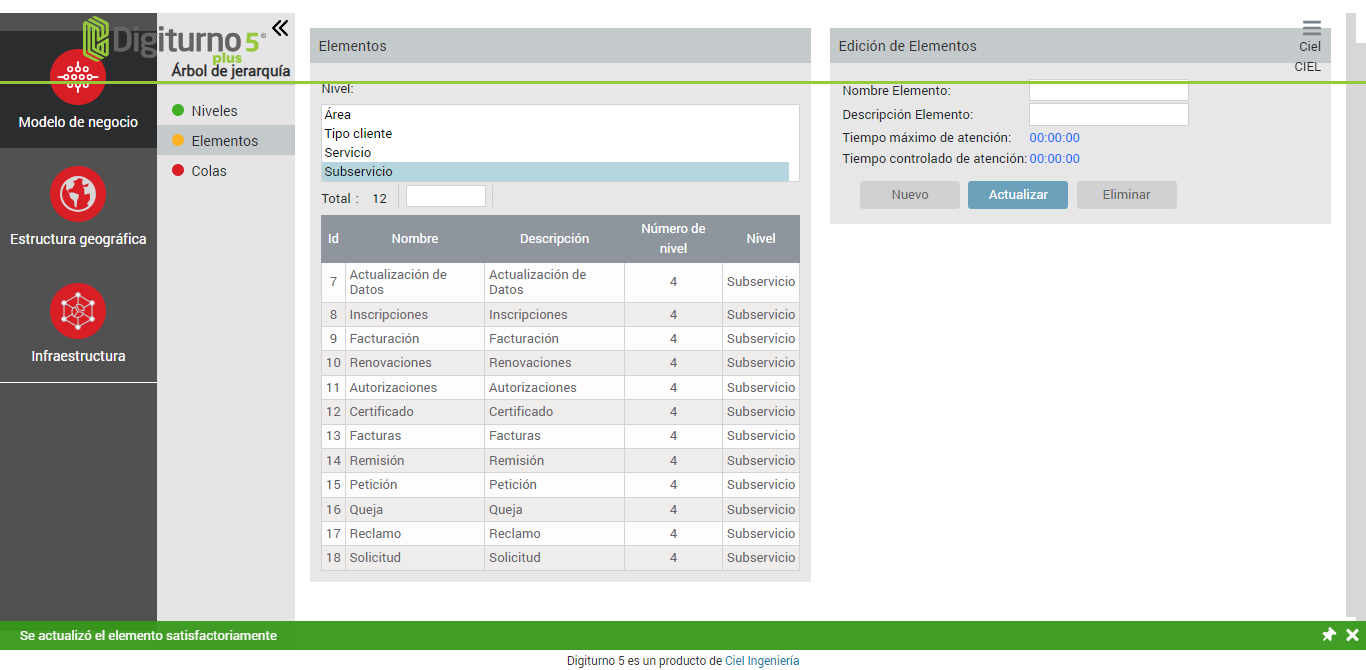 Digiturno 5®
plus
Árbol de jerarquía
Modelo de negocio
Estructura geográfica
Infraestructura
Niveles
Elementos
Colas
Elementos
Nivel:
Área
Tipo cliente
Servicio
Subservicio
Total : 12
Id Nombre Descripción Número de nivel Nivel
7 Actualización de Datos Actualización de Datos 4 Subservicio
8 Inscripciones Inscripciones 4 Subservicio
9 Facturación Facturación 4 Subservicio
10 Renovaciones Renovaciones 4 Subservicio
11 Autorizaciones Autorizaciones 4 Subservicio
12 Certificado Certificado 4 Subservicio
13 Facturas Facturas 4 Subservicio
14 Remisión Remisión 4 Subservicio
15 Petición Petición 4 Subservicio
16 Queja Queja 4 Subservicio
17 Reclamo Reclamo 4 Subservicio
18 Solicitud Solicitud 4 Subservicio
Edición de Elementos
Ciel
CIEL
Nombre Elemento:
Descripción Elemento:
Tiempo máximo de atención: 00:00:00
Tiempo controlado de atención: 00:00:00
Nuevo Actualizar Eliminar
Se actualizó el elemento satisfactoriamente
Digiturno 5 es un producto de Ciel Ingeniería